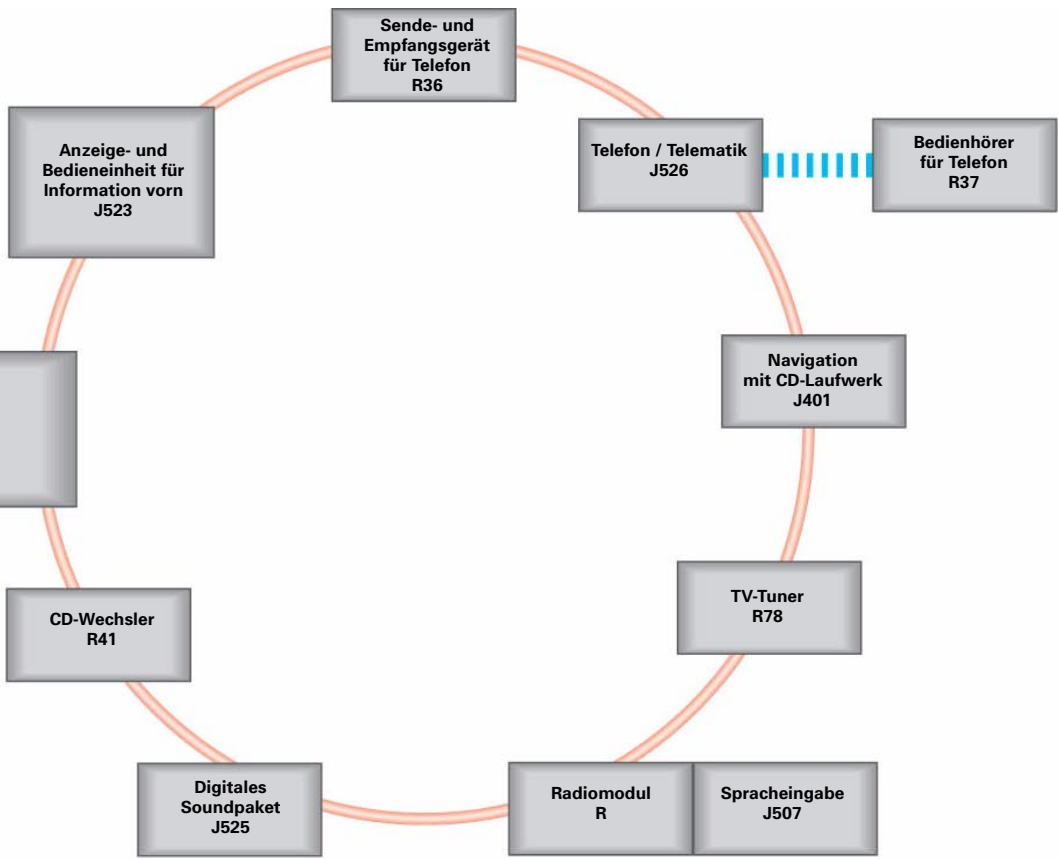 Sende- und
Empfangsgerät
für Telefon
R36
Anzeige- und
Bedieneinheit für
Information vorn
J523
Telefon / Telematik
J526
Bedienhörer
für Telefon
R37
Navigation
mit CD-Laufwerk
J401
TV-Tuner
R78
CD-Wechsler
R41
Digitales
Soundpaket
J525
Radiomodul
R
Spracheingabe
J507